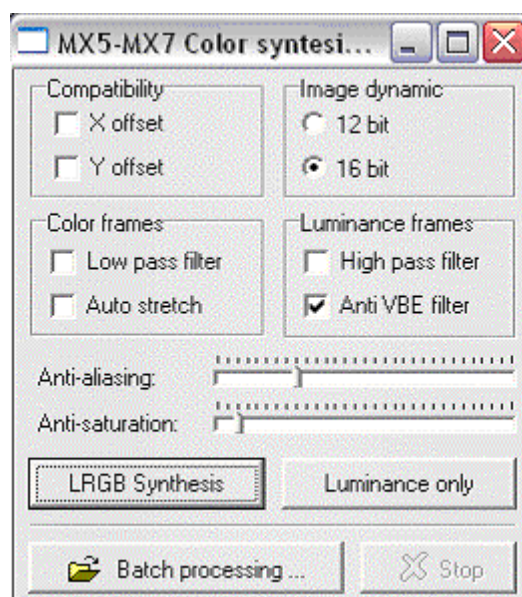 MX5-MX7 Color syntesi...
Compatibility
X offset
Y offset
Image dynamic
12 bit
16 bit
Color frames
Low pass filter
Auto stretch
Luminance frames
High pass filter
Anti VBE filter
Anti-aliasing:
Anti-saturation:
LRGB Synthesis
Luminance only
Batch processing ...
Stop